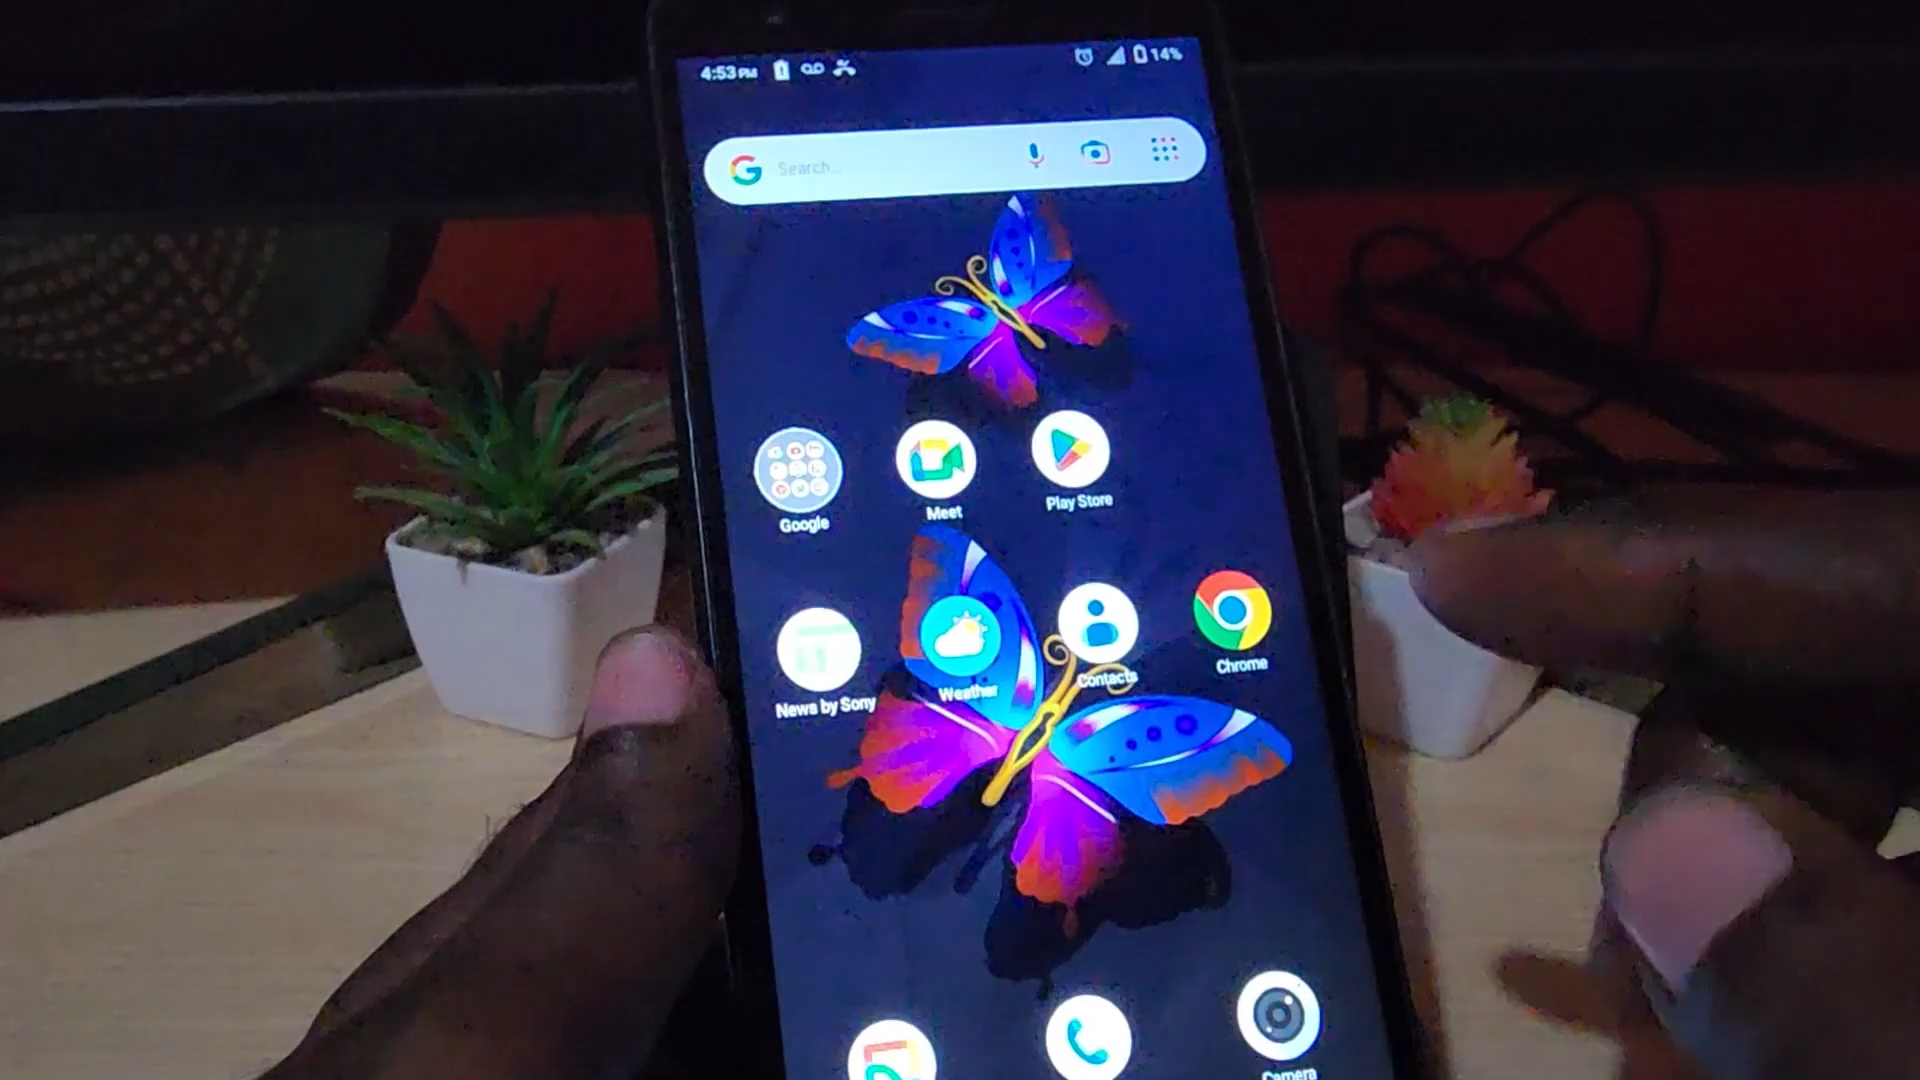 4:53 PM 14%
Search...
Google Meet Play Store
News by Sony Weather Contacts Chrome
Camera